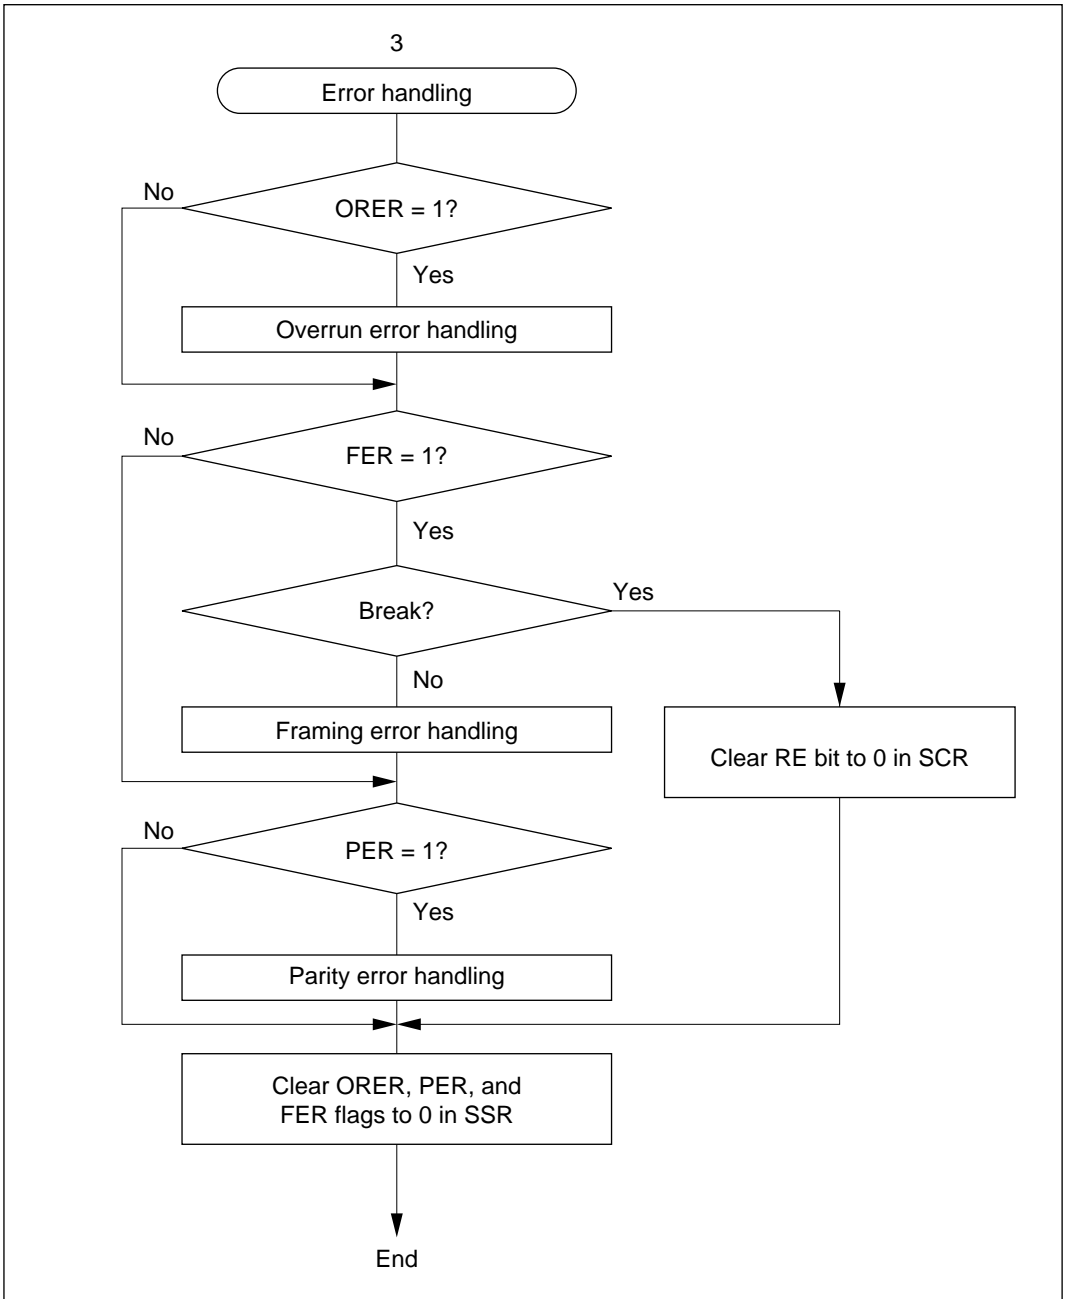 3
Error handling
No
ORER = 1?
Yes
Overrun error handling
No
FER = 1?
Yes
Break?
Yes
No
Framing error handling
Clear RE bit to 0 in SCR
No
PER = 1?
Yes
Parity error handling
Clear ORER, PER, and
FER flags to 0 in SSR
End